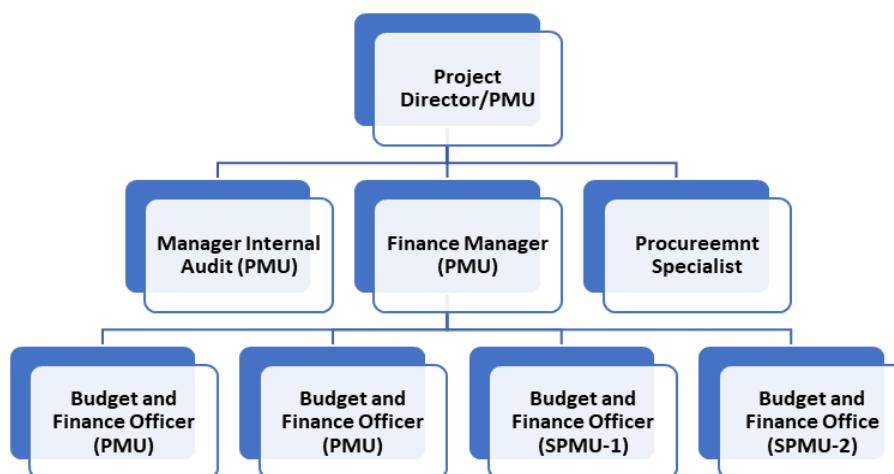 Project
Director/PMU
Manager Internal
Audit (PMU)
Finance Manager
(PMU)
Procureemnt
Specialist
Budget and
Finance Officer
(PMU)
Budget and
Finance Officer
(PMU)
Budget and
Finance Officer
(SPMU-1)
Budget and
Finance Office
(SPMU-2)